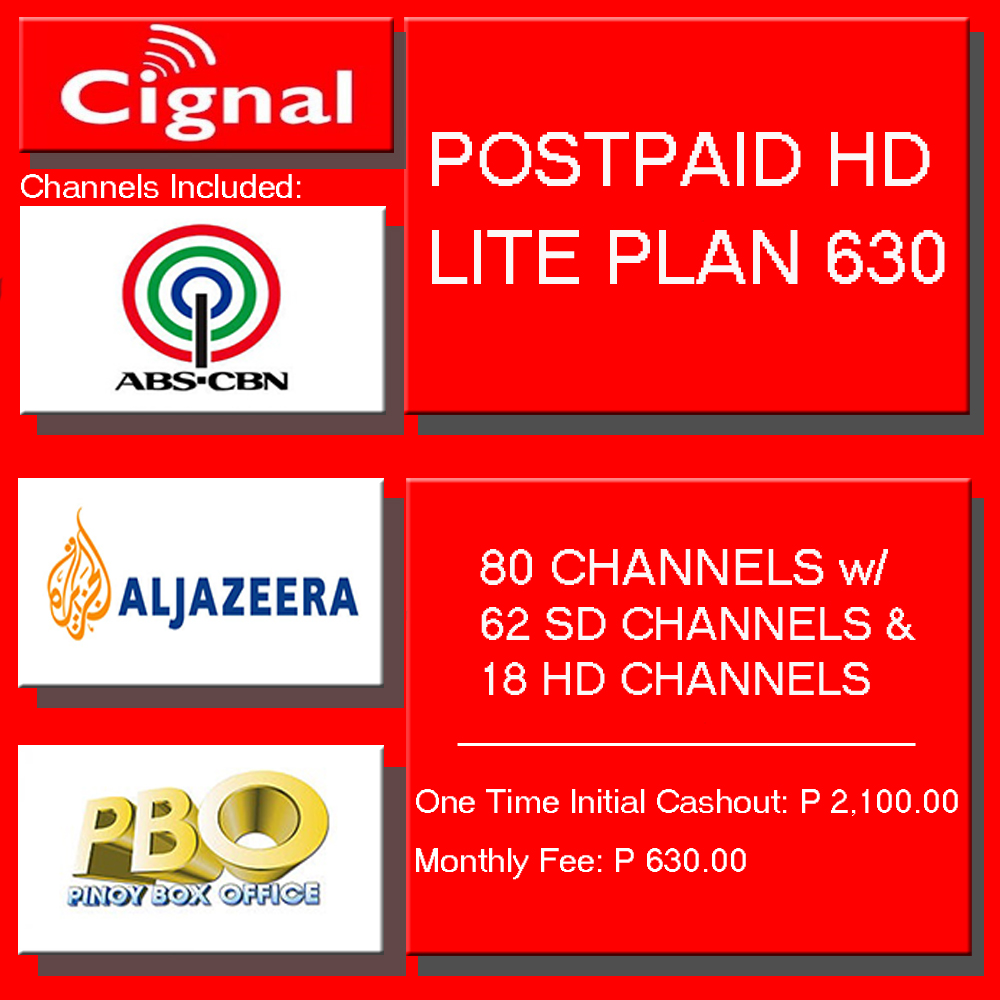 Cignal
Channels Included:
ABS-CBN
ALJAZEERA
PBO
PINOY BOX OFFICE
POSTPAID HD
LITE PLAN 630
80 CHANNELS w/
62 SD CHANNELS &
18 HD CHANNELS
One Time Initial Cashout: P 2,100.00
Monthly Fee: P 630.00